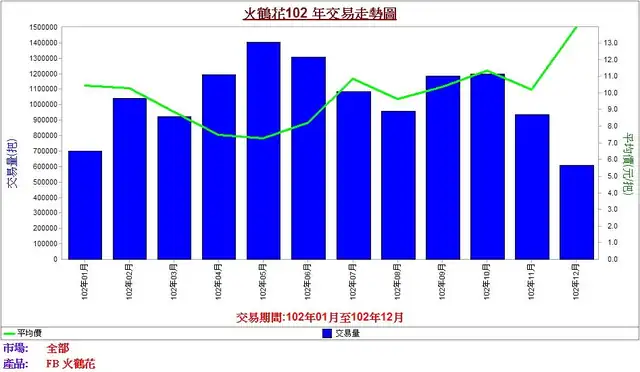 火鶴花102 年交易走勢圖
1500000
1400000
1300000
1200000
1100000
1000000
900000
800000
700000
600000
500000
400000
300000
200000
100000
0
交易量(把)
13.0
12.0
11.0
10.0
9.0
8.0
7.0
6.0
5.0
4.0
3.0
2.0
1.0
0.0
平均價(元/把)
102年01月
102年02月
102年03月
102年04月
102年05月
102年06月
102年07月
102年08月
102年09月
102年10月
102年11月
102年12月
交易期間:102年01月至102年12月
平均價
交易量
市場: 全部
產品: FB 火鶴花